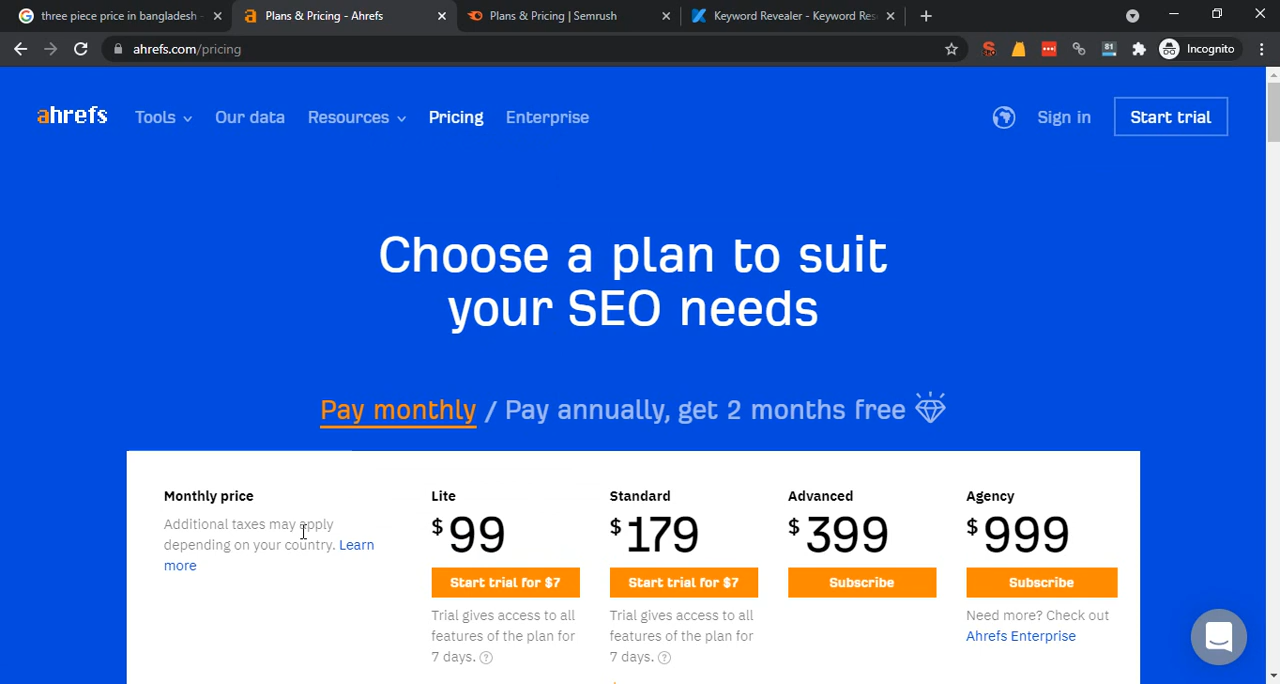 three piece price in bangladesh -
Plans & Pricing - Ahrefs
Plans & Pricing | Semrush
Keyword Revealer - Keyword Res
ahrefs.com/pricing
81
Incognito
ahrefs
Tools
Our data
Resources
Pricing
Enterprise
Sign in
Start trial
Choose a plan to suit
your SEO needs
Pay monthly / Pay annually, get 2 months free
Monthly price
Additional taxes may apply
depending on your country. Learn
more
Lite
$99
Start trial for $7
Trial gives access to all
features of the plan for
7 days. ?
Standard
$179
Start trial for $7
Trial gives access to all
features of the plan for
7 days. ?
Advanced
$399
Subscribe
Agency
$999
Subscribe
Need more? Check out
Ahrefs Enterprise